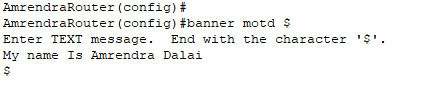 AmrendraRouter(config)#
AmrendraRouter(config)#banner motd $
Enter TEXT message.  End with the character '$'.
My name Is Amrendra Dalai
$